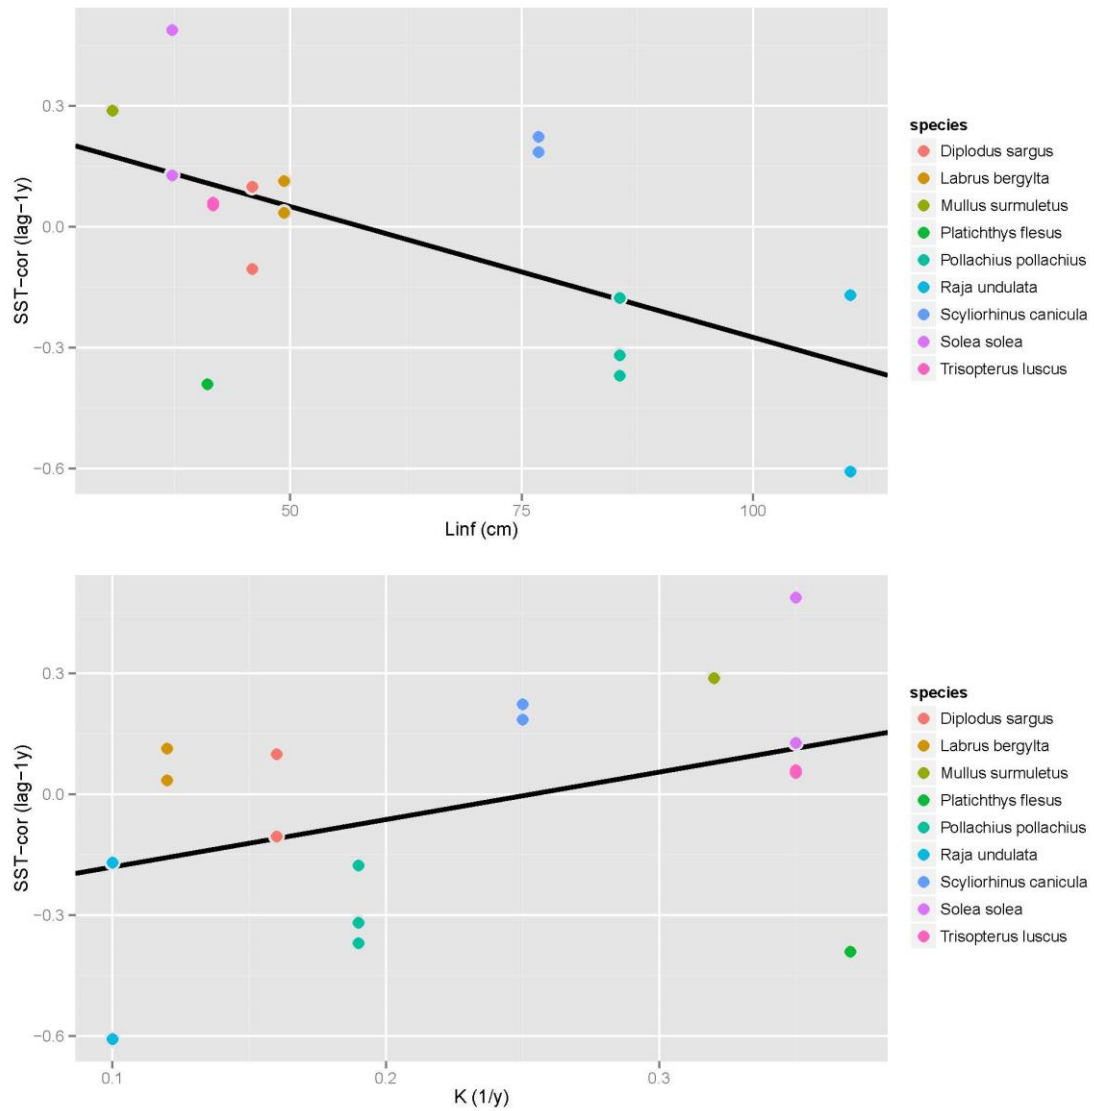 0.3
0.0
−0.3
−0.6
SST−cor (lag−1y)
50
75
100
Linf (cm)
species
Diplodus sargus
Labrus bergylta
Mullus surmuletus
Platichthys flesus
Pollachius pollachius
Raja undulata
Scyliorhinus canicula
Solea solea
Trisopterus luscus
0.3
0.0
−0.3
−0.6
SST−cor (lag−1y)
0.1
0.2
0.3
K (1/y)
species
Diplodus sargus
Labrus bergylta
Mullus surmuletus
Platichthys flesus
Pollachius pollachius
Raja undulata
Scyliorhinus canicula
Solea solea
Trisopterus luscus